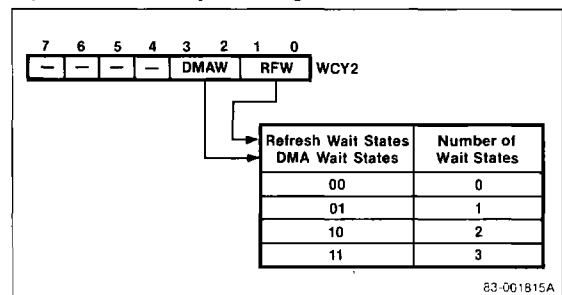 7 6 5 4 3 2 1 0
— — — — DMAW RFW WCY2
Refresh Wait States Number of
DMA Wait States Wait States
00 0
01 1
10 2
11 3
83-001815A